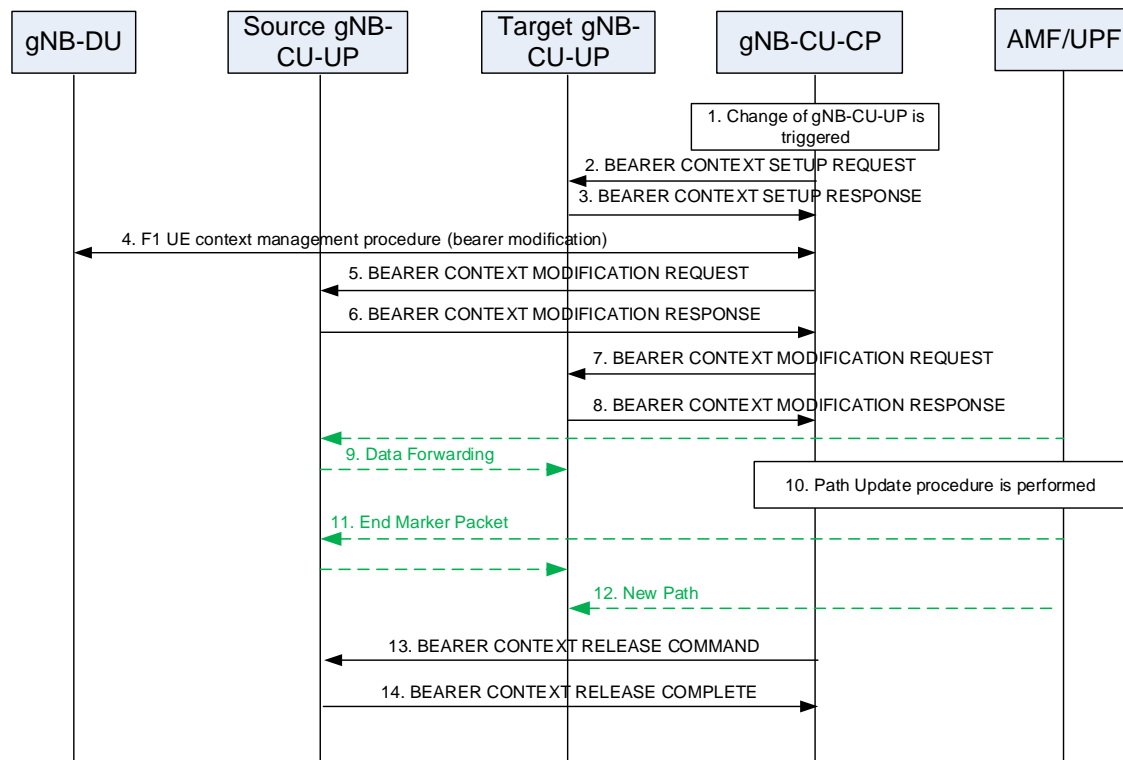 gNB-DU
Source gNB-
CU-UP
Target gNB-
CU-UP
gNB-CU-CP
AMF/UPF
1. Change of gNB-CU-UP is
triggered
2. BEARER CONTEXT SETUP REQUEST
3. BEARER CONTEXT SETUP RESPONSE
4. F1 UE context management procedure (bearer modification)
5. BEARER CONTEXT MODIFICATION REQUEST
6. BEARER CONTEXT MODIFICATION RESPONSE
7. BEARER CONTEXT MODIFICATION REQUEST
8. BEARER CONTEXT MODIFICATION RESPONSE
9. Data Forwarding
10. Path Update procedure is performed
11. End Marker Packet
12. New Path
13. BEARER CONTEXT RELEASE COMMAND
14. BEARER CONTEXT RELEASE COMPLETE